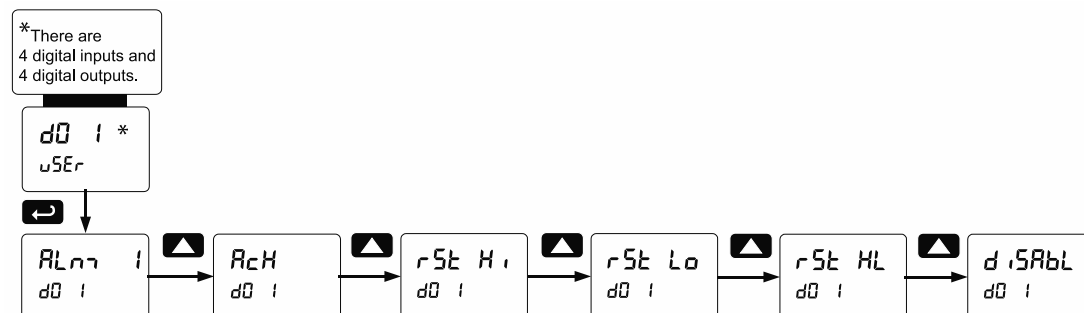 *There are
4 digital inputs and
4 digital outputs.
dO 1 *
uSEr
ALm 1
dO 1
AcK
dO 1
rSt Hi
dO 1
rSt Lo
dO 1
rSt HL
dO 1
diSAbL
dO 1